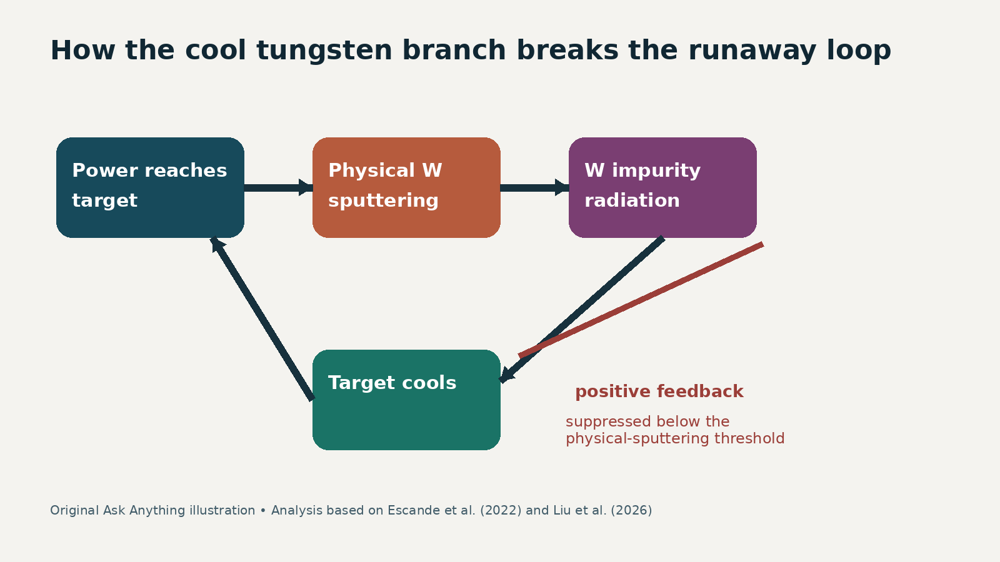 How the cool tungsten branch breaks the runaway loop
Power reaches
target
Physical W
sputtering
W impurity
radiation
Target cools
positive feedback
suppressed below the
physical-sputtering threshold
Original Ask Anything illustration • Analysis based on Escande et al. (2022) and Liu et al. (2026)